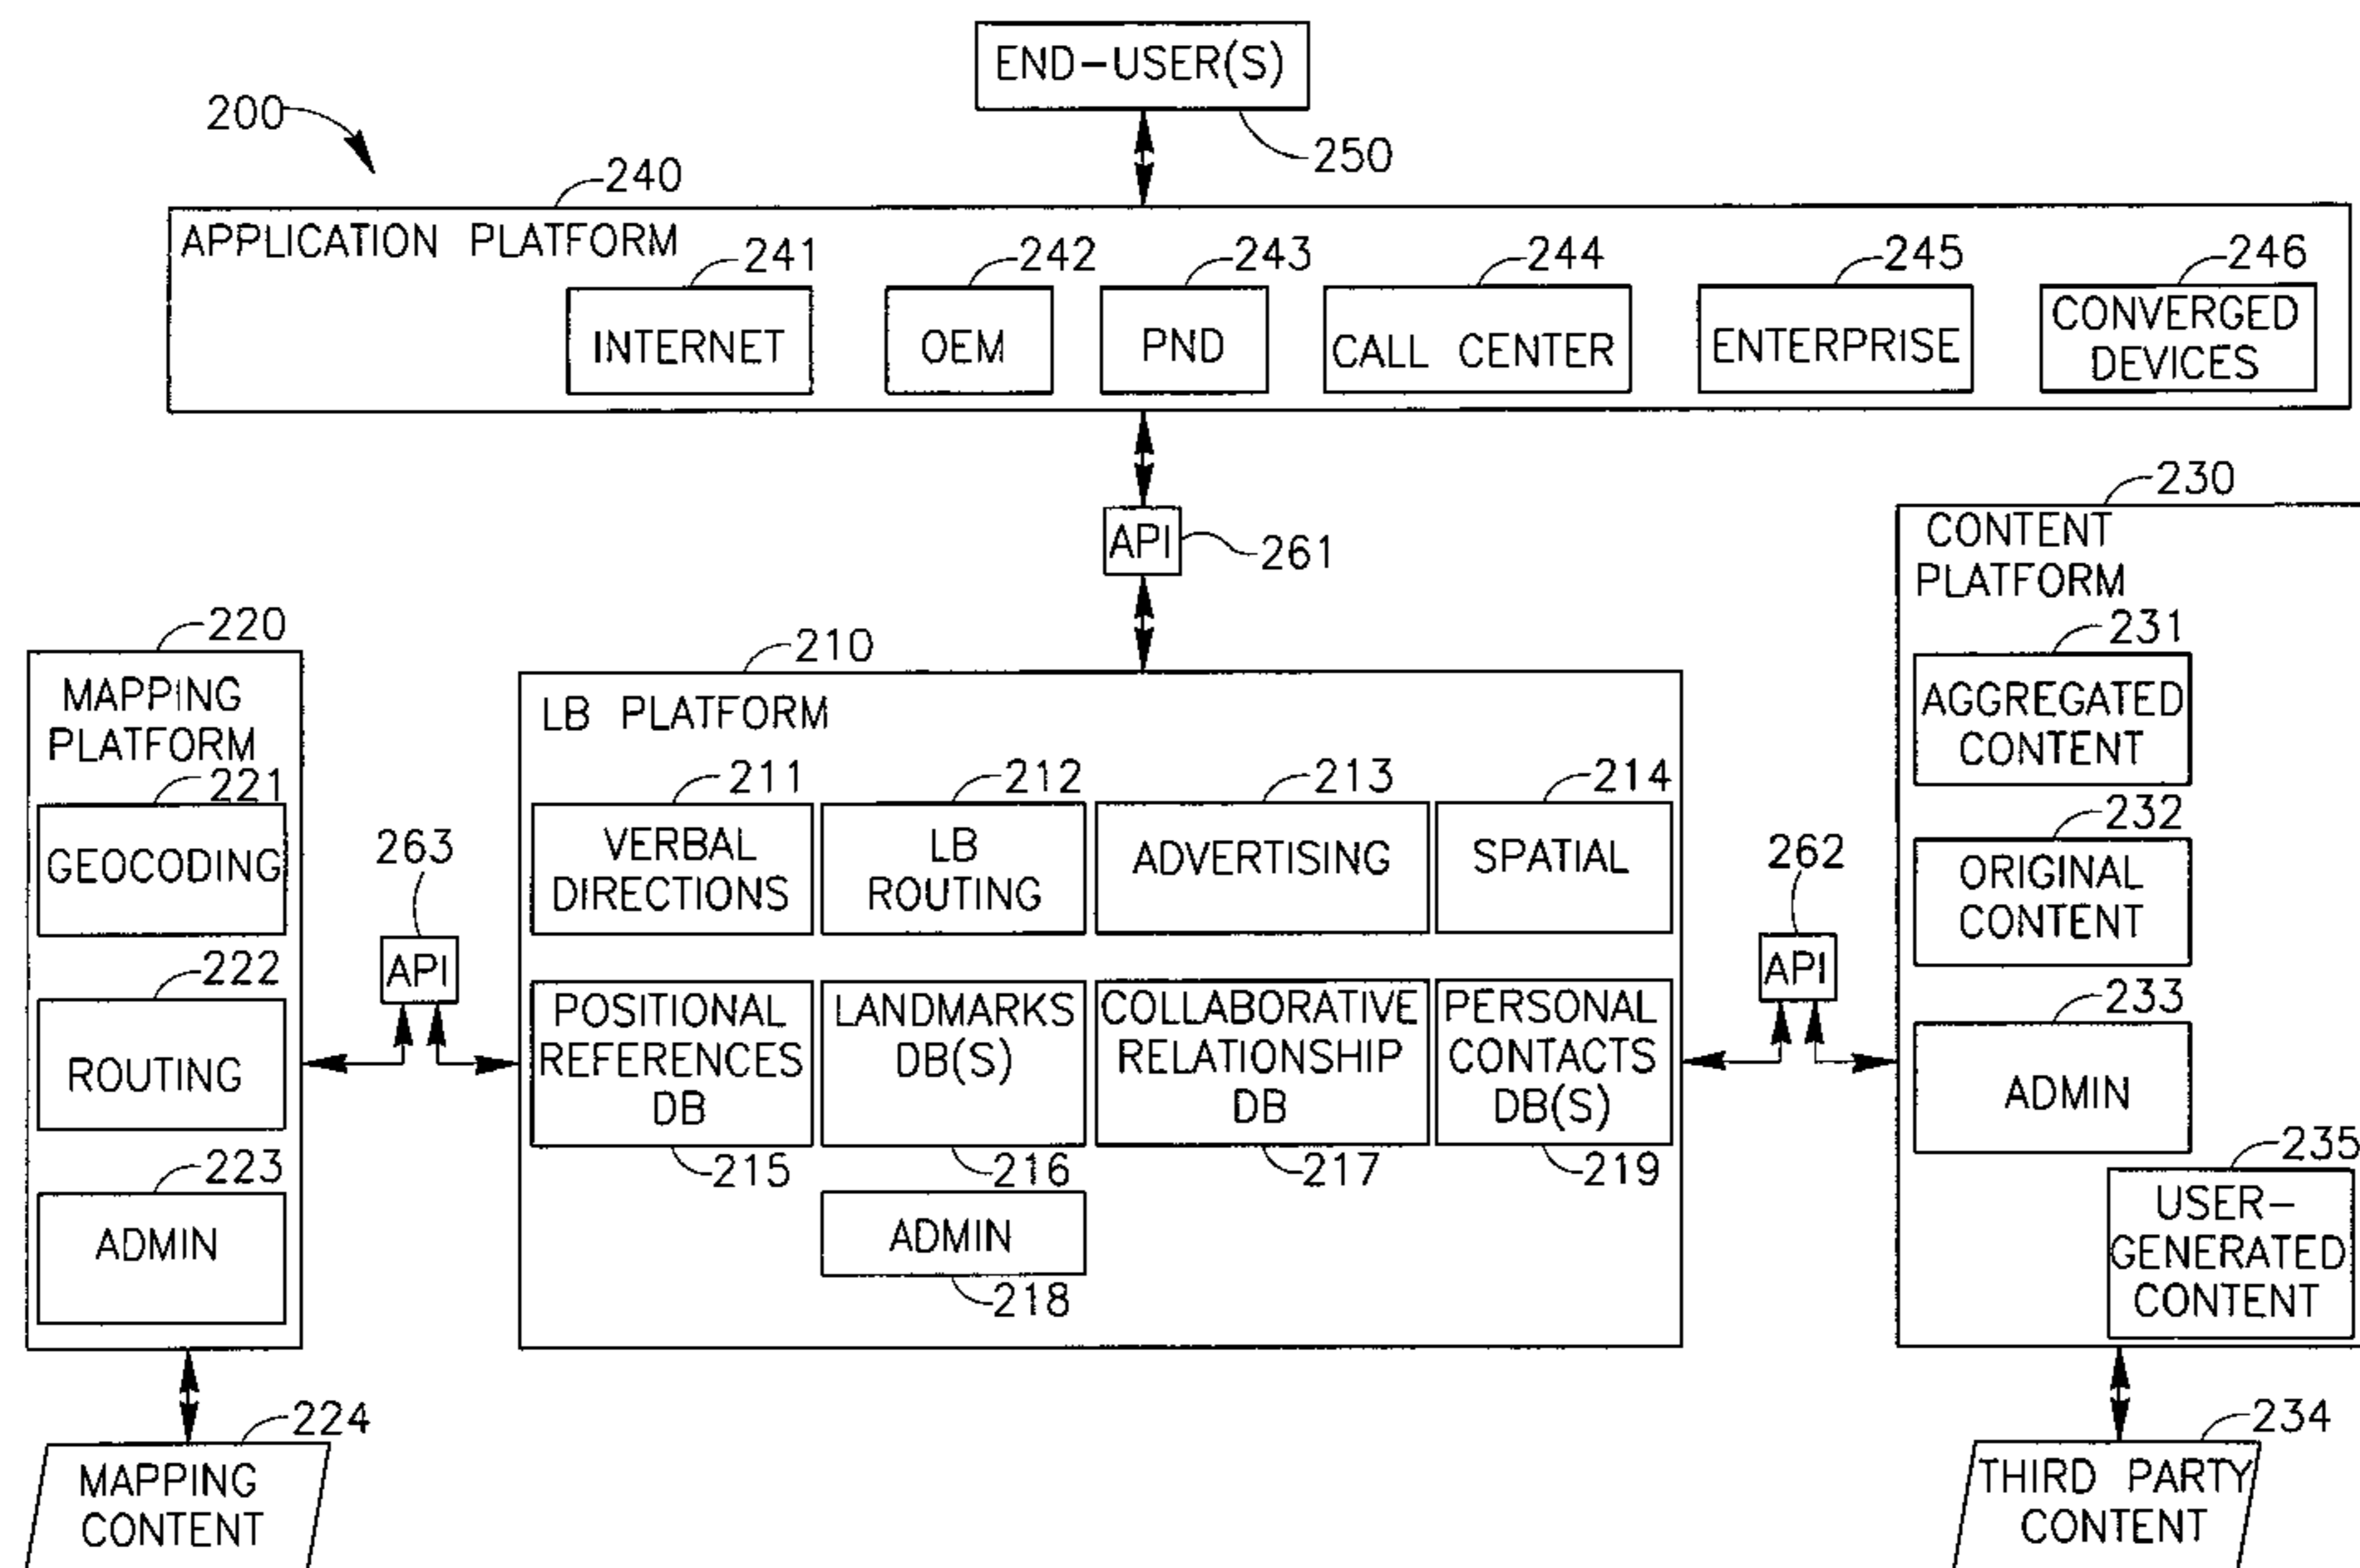 END-USER(S)
200
250
240
APPLICATION PLATFORM
241
242
243
244
245
246
INTERNET
OEM
PND
CALL CENTER
ENTERPRISE
CONVERGED
DEVICES
API
261
230
CONTENT
PLATFORM
231
AGGREGATED
CONTENT
232
ORIGINAL
CONTENT
233
ADMIN
235
USER-
GENERATED
CONTENT
220
MAPPING
PLATFORM
221
GEOCODING
222
ROUTING
223
ADMIN
263
API
210
LB PLATFORM
211
VERBAL
DIRECTIONS
212
LB
ROUTING
213
ADVERTISING
214
SPATIAL
POSITIONAL
REFERENCES
DB
215
LANDMARKS
DB(S)
216
COLLABORATIVE
RELATIONSHIP
DB
217
PERSONAL
CONTACTS
DB(S)
219
ADMIN
218
262
API
224
MAPPING
CONTENT
234
THIRD PARTY
CONTENT